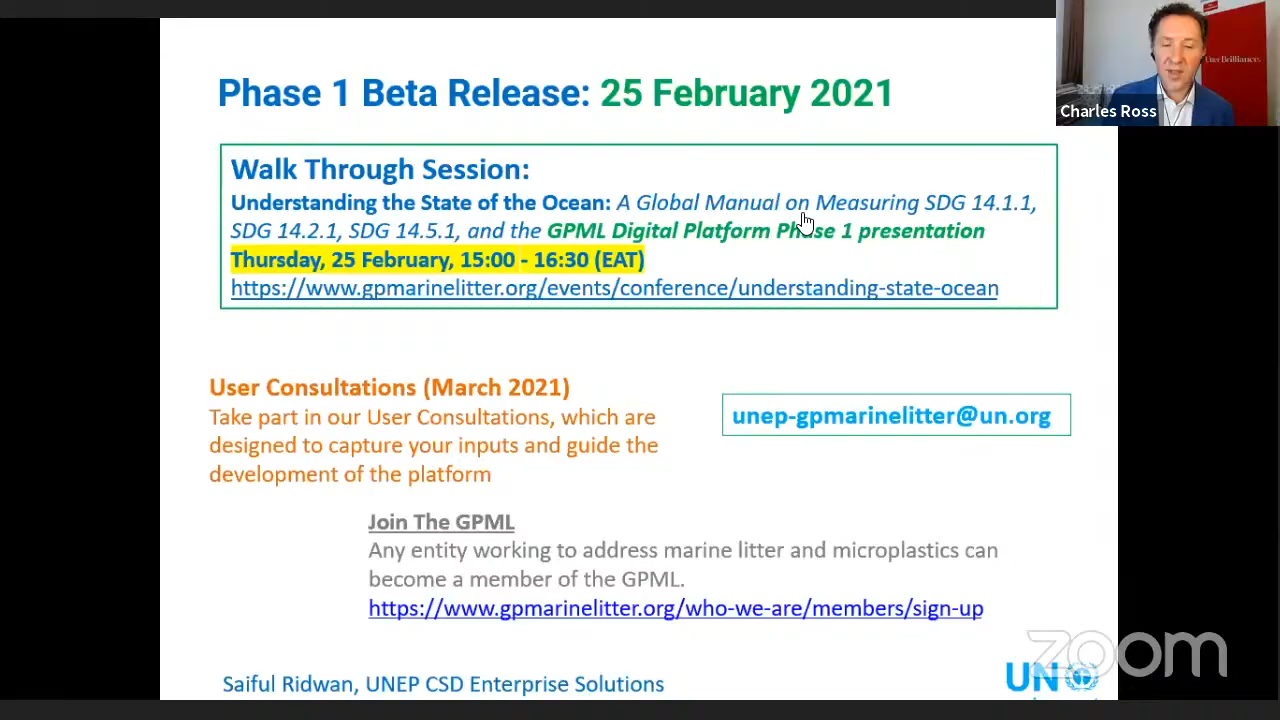 Phase 1 Beta Release: 25 February 2021
Walk Through Session:
Understanding the State of the Ocean: A Global Manual on Measuring SDG 14.1.1,
SDG 14.2.1, SDG 14.5.1, and the GPML Digital Platform Phase 1 presentation
Thursday, 25 February, 15:00 - 16:30 (EAT)
https://www.gpmarinelitter.org/events/conference/understanding-state-ocean
User Consultations (March 2021)
Take part in our User Consultations, which are
designed to capture your inputs and guide the
development of the platform
unep-gpmarinelitter@un.org
Join The GPML
Any entity working to address marine litter and microplastics can
become a member of the GPML.
https://www.gpmarinelitter.org/who-we-are/members/sign-up
Saiful Ridwan, UNEP CSD Enterprise Solutions
UN
zoom
Charles Ross
Brilliance.